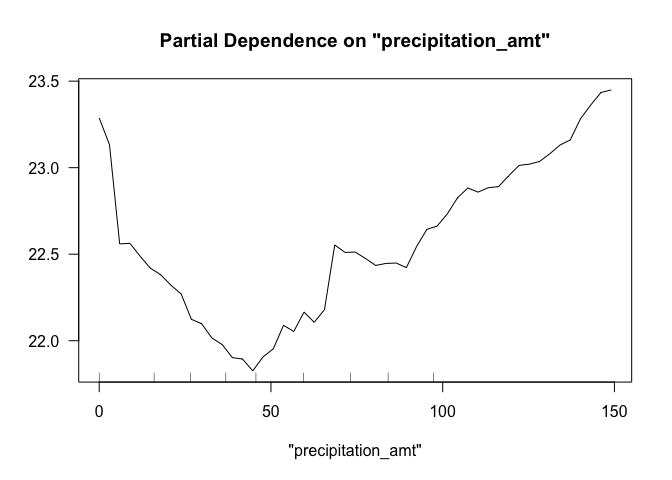 Partial Dependence on "precipitation_amt"
23.5
23.0
22.5
22.0
0 50 100 150
"precipitation_amt"